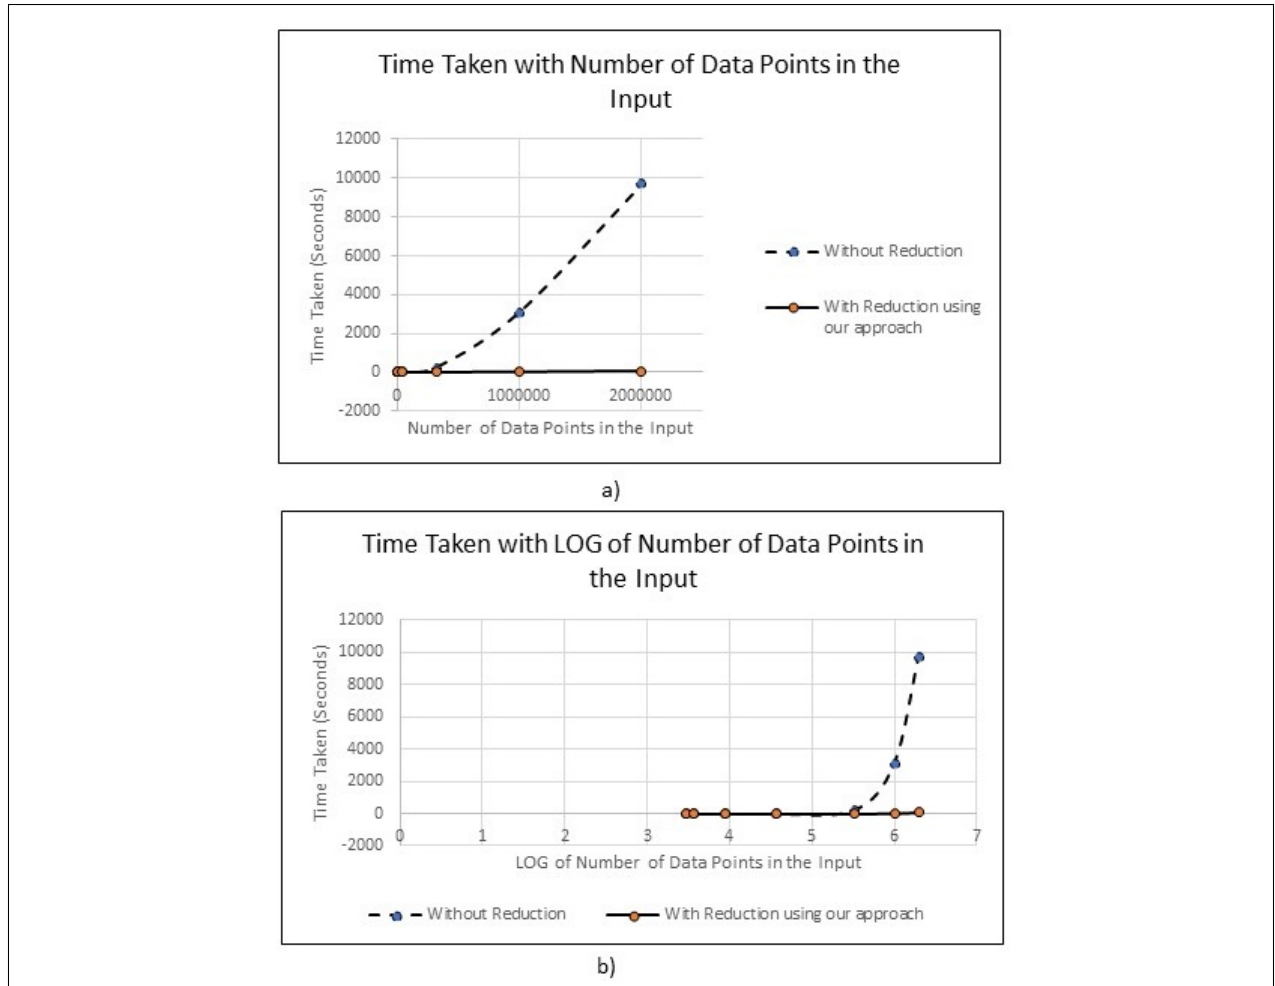 Time Taken with Number of Data Points in the
Input
12000
10000
8000
6000
4000
2000
0
-2000
Time Taken (Seconds)
0 1000000 2000000
Number of Data Points in the Input
Without Reduction
With Reduction using
our approach
a)
Time Taken with LOG of Number of Data Points in
the Input
12000
10000
8000
6000
4000
2000
0
-2000
Time Taken (Seconds)
0 1 2 3 4 5 6 7
LOG of Number of Data Points in the Input
Without Reduction With Reduction using our approach
b)